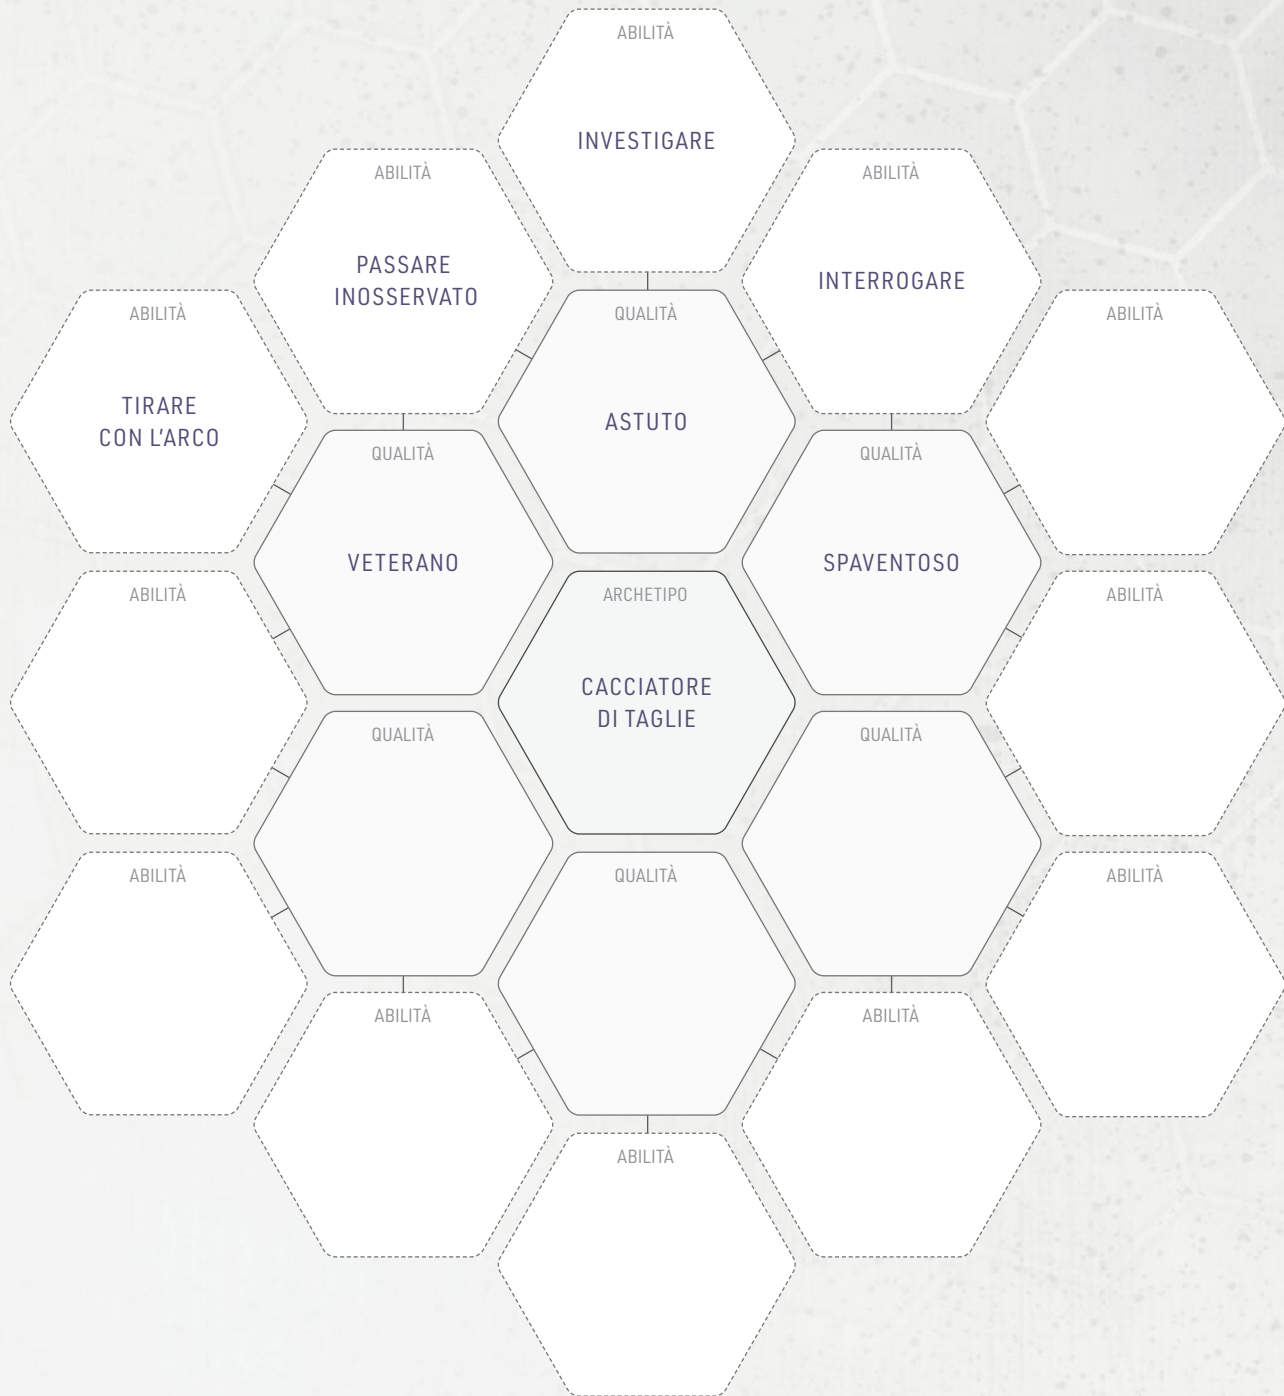 ABILITÀ
INVESTIGARE
ABILITÀ
PASSARE
INOSSERVATO
ABILITÀ
INTERROGARE
ABILITÀ
TIRARE
CON L'ARCO
QUALITÀ
ASTUTO
ABILITÀ
QUALITÀ
VETERANO
QUALITÀ
SPAVENTOSO
ABILITÀ
ARCHETIPO
CACCIATORE
DI TAGLIE
ABILITÀ
QUALITÀ
QUALITÀ
ABILITÀ
QUALITÀ
ABILITÀ
ABILITÀ
ABILITÀ
ABILITÀ